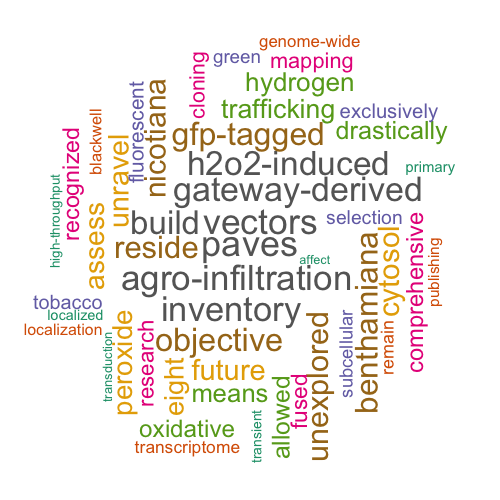 genome-wide
green
mapping
cloning
hydrogen
fluorescent
nicotiana
trafficking
exclusively
blackwell
gfp-tagged
drastically
recognized
unravel
h2o2-induced
primary
high-throughput
assess
gateway-derived
build
vectors
selection
reside
paves
affect
benthamiana
cytosol
comprehensive
publishing
agro-infiltration
tobacco
localized
localization
inventory
peroxide
objective
unexplored
subcellular
remain
transduction
research
eight
future
means
allowed
fused
oxidative
transient
transcriptome